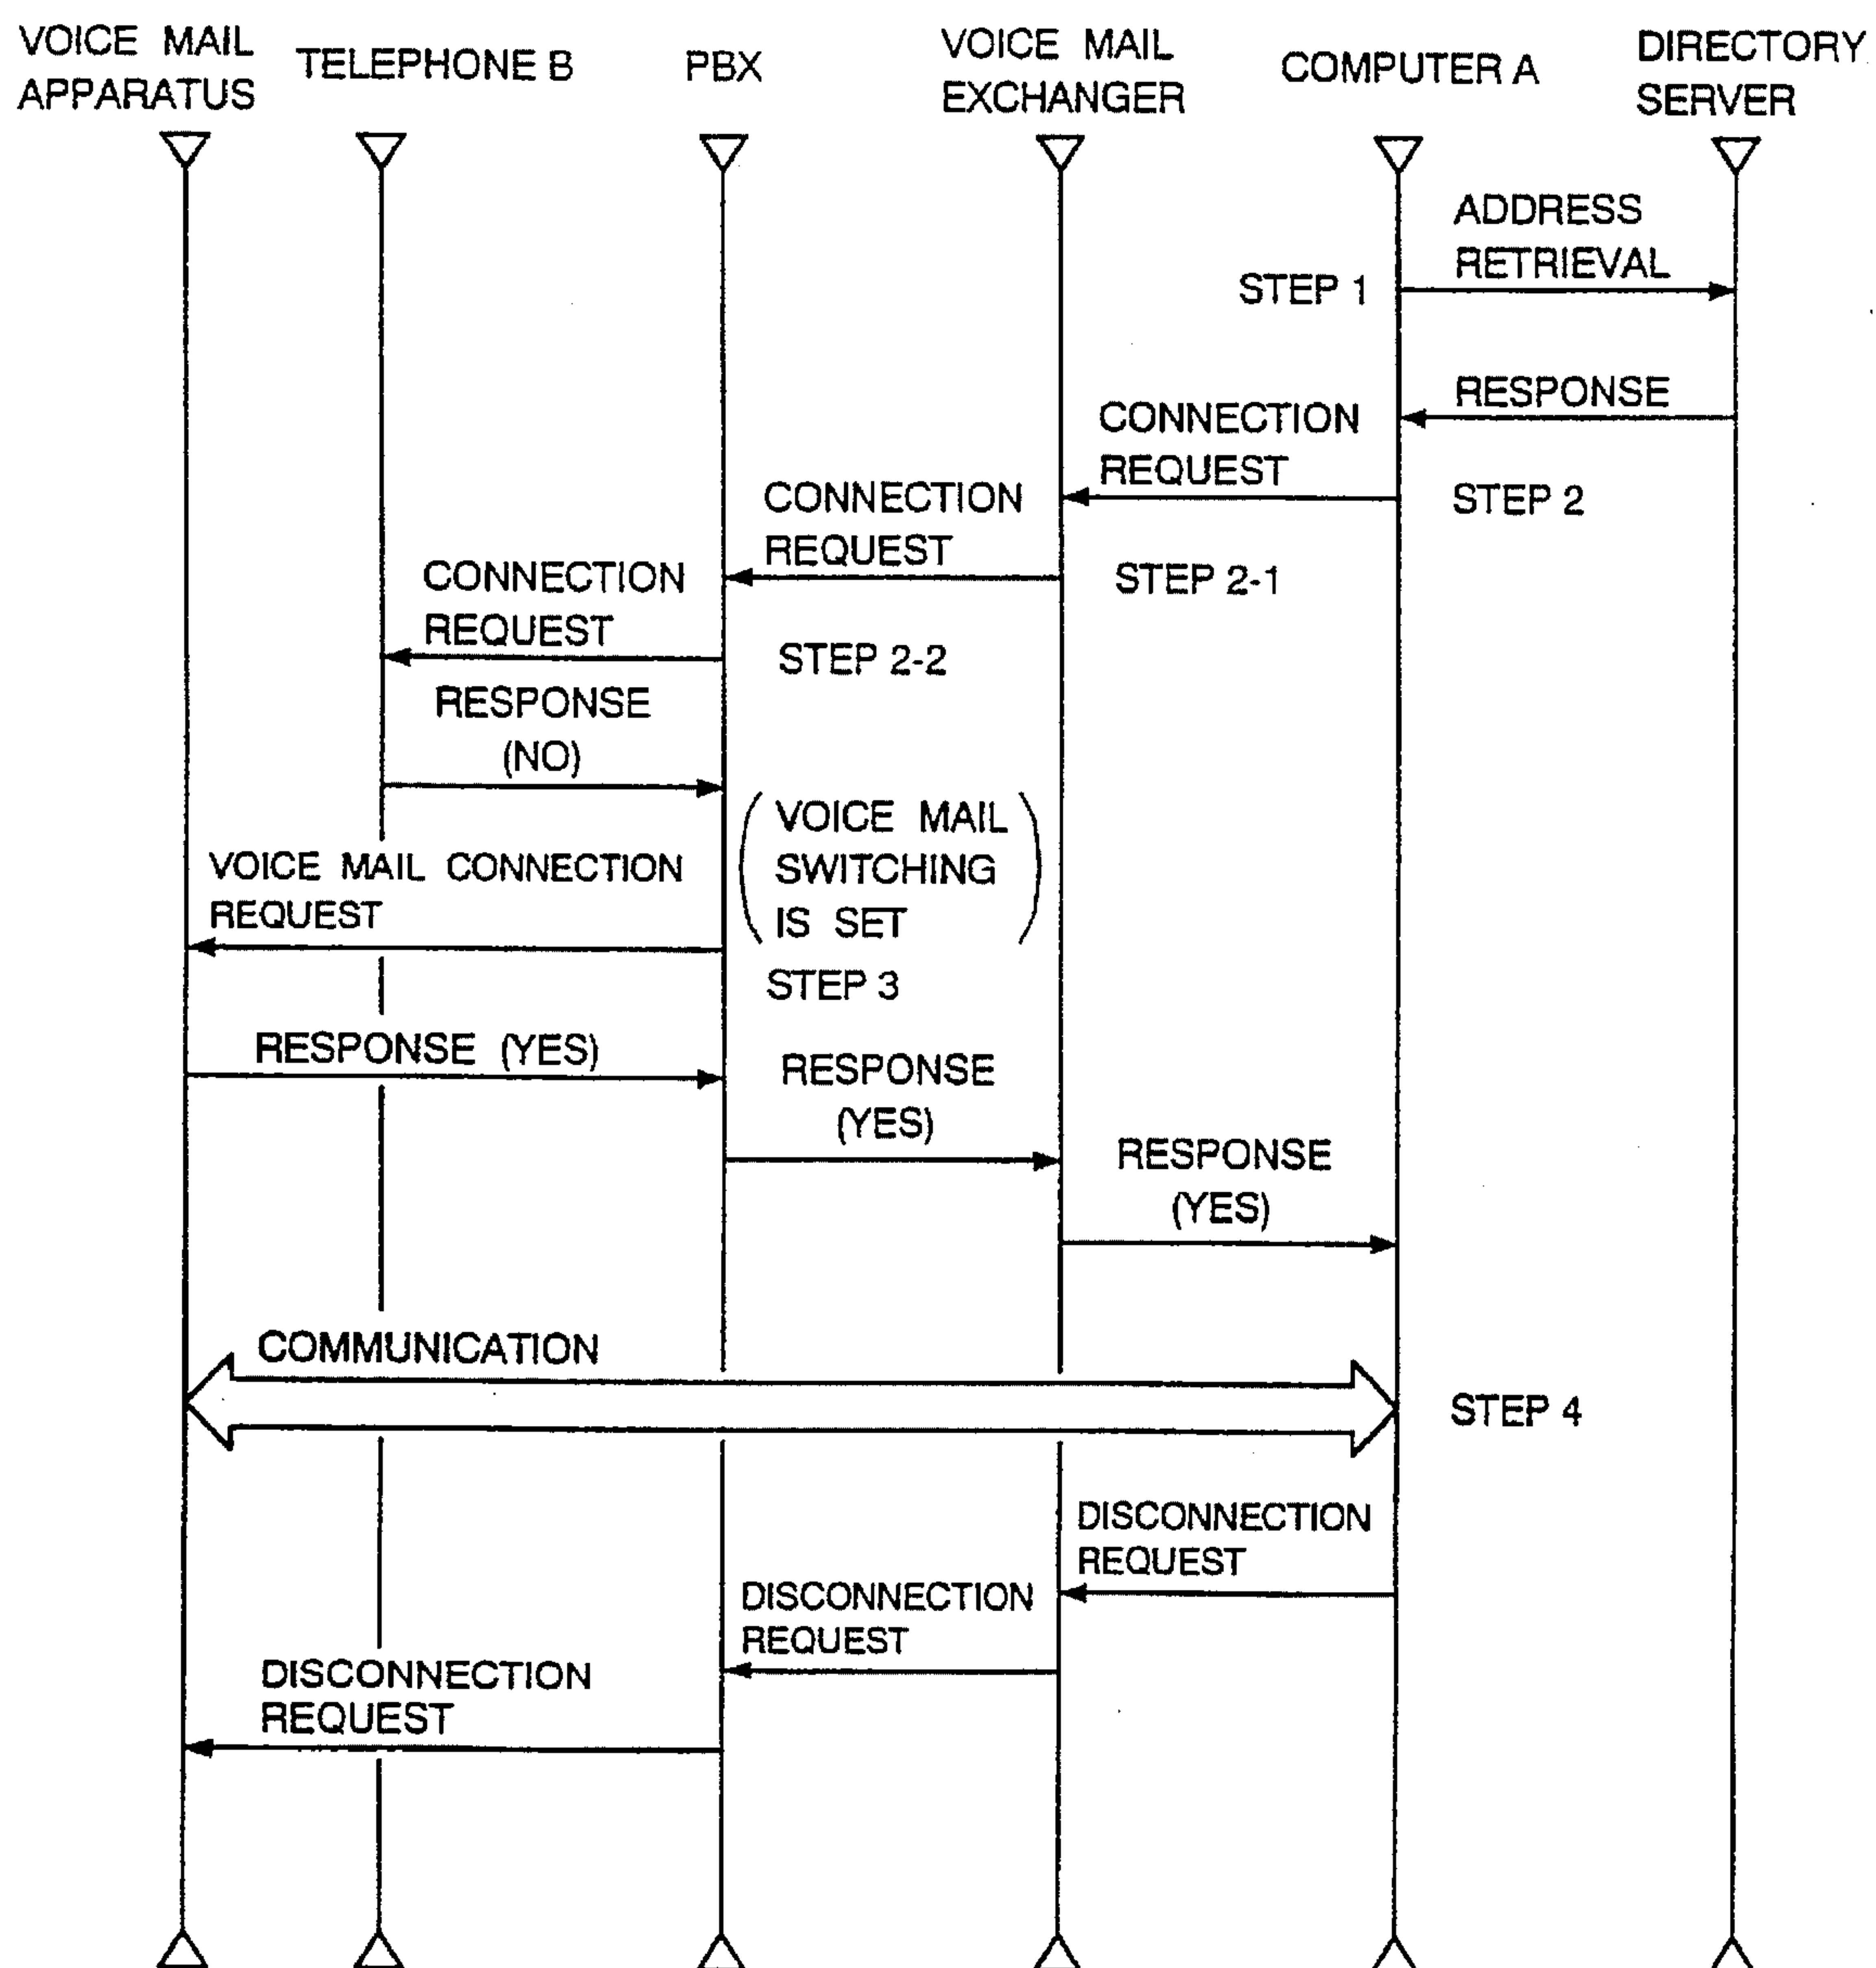 VOICE MAIL
APPARATUS
TELEPHONE B
PBX
VOICE MAIL
EXCHANGER
COMPUTER A
DIRECTORY
SERVER
ADDRESS
RETRIEVAL
STEP 1
RESPONSE
CONNECTION
REQUEST
STEP 2
CONNECTION
REQUEST
STEP 2-1
CONNECTION
REQUEST
STEP 2-2
RESPONSE
(NO)
(VOICE MAIL
SWITCHING
IS SET)
VOICE MAIL CONNECTION
REQUEST
STEP 3
RESPONSE (YES)
RESPONSE
(YES)
RESPONSE
(YES)
COMMUNICATION
STEP 4
DISCONNECTION
REQUEST
DISCONNECTION
REQUEST
DISCONNECTION
REQUEST